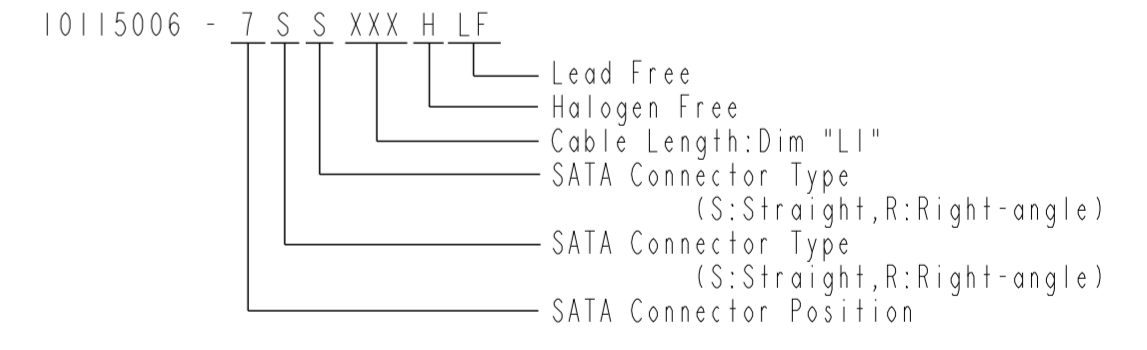 10115006 - 7 S S XXX H LF
Lead Free
Halogen Free
Cable Length:Dim "L1"
SATA Connector Type
(S:Straight,R:Right-angle)
SATA Connector Type
(S:Straight,R:Right-angle)
SATA Connector Position